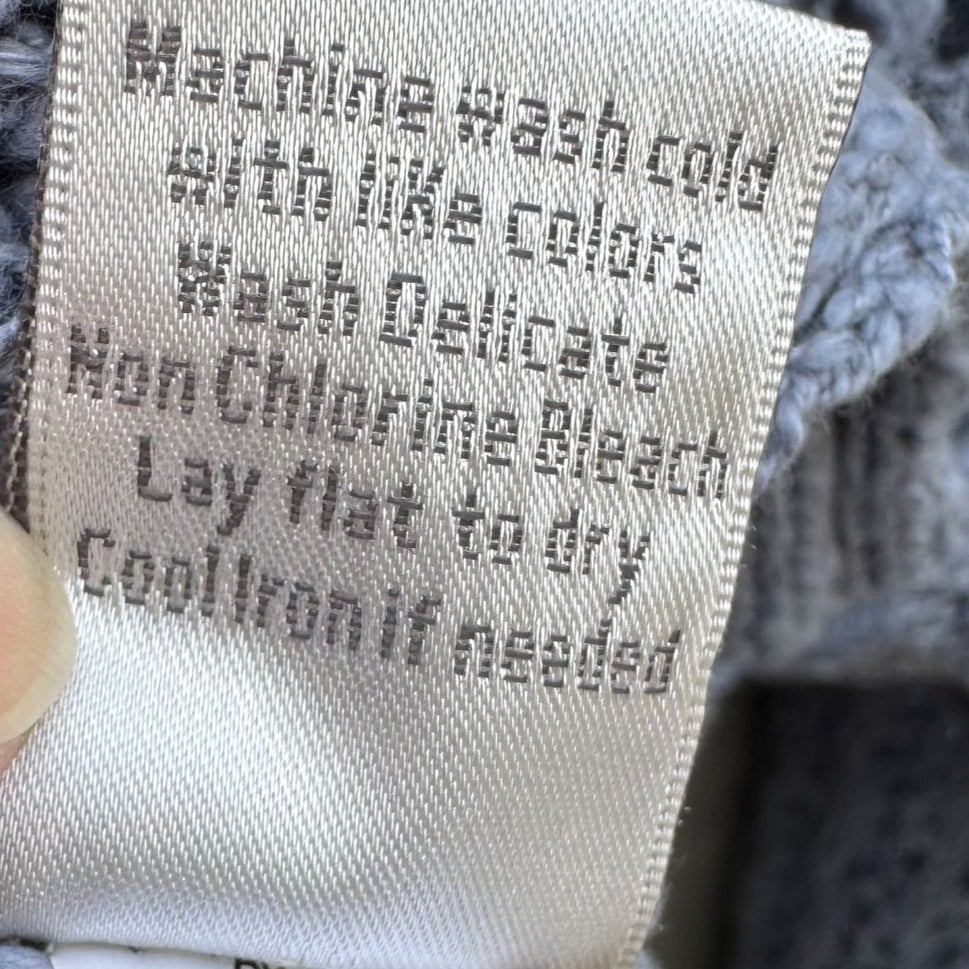 Machine wash cold
with like colors
Wash Delicate
Non Chlorine Bleach
Lay flat to dry
Cool Iron if needed